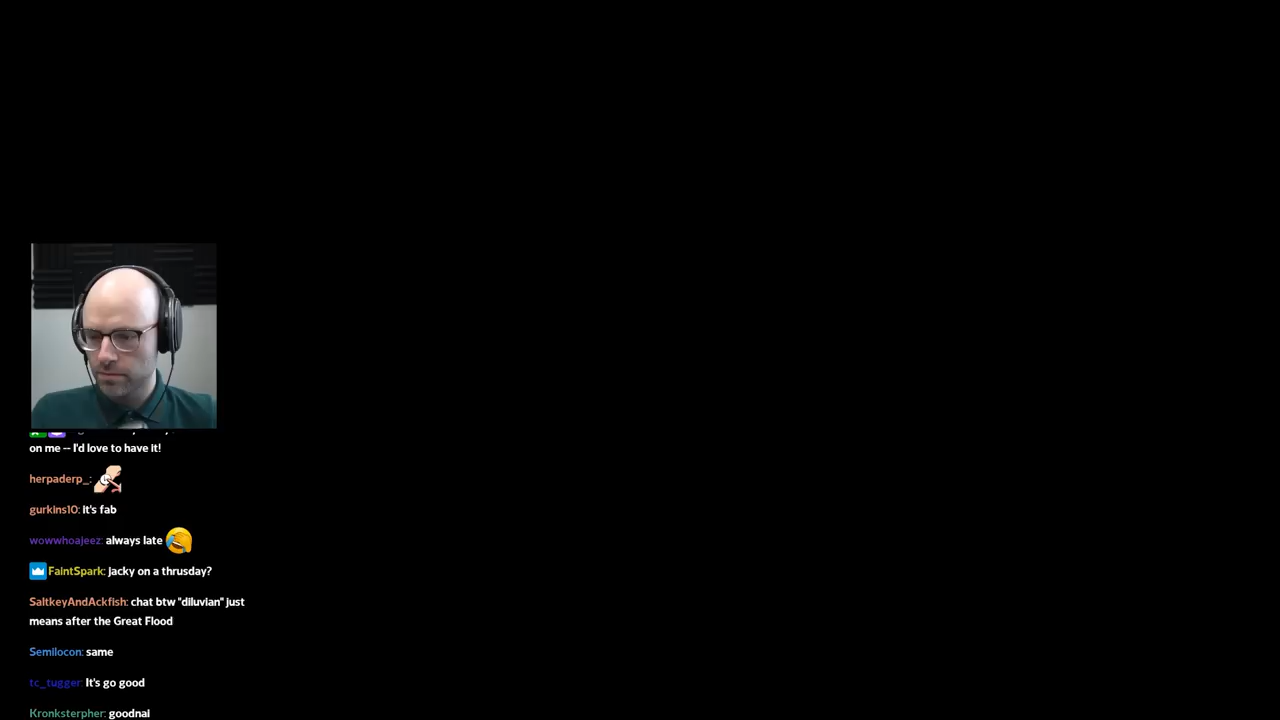 on me -- I'd love to have it!
herpaderp_:
gurkins10: it's fab
wowwhoajeez: always late
FaintSpark: jacky on a thrusday?
SaltkeyAndAckfish: chat btw "diluvian" just
means after the Great Flood
Semilocon: same
tc_tugger: It's go good
Kronksterpher: goodnai